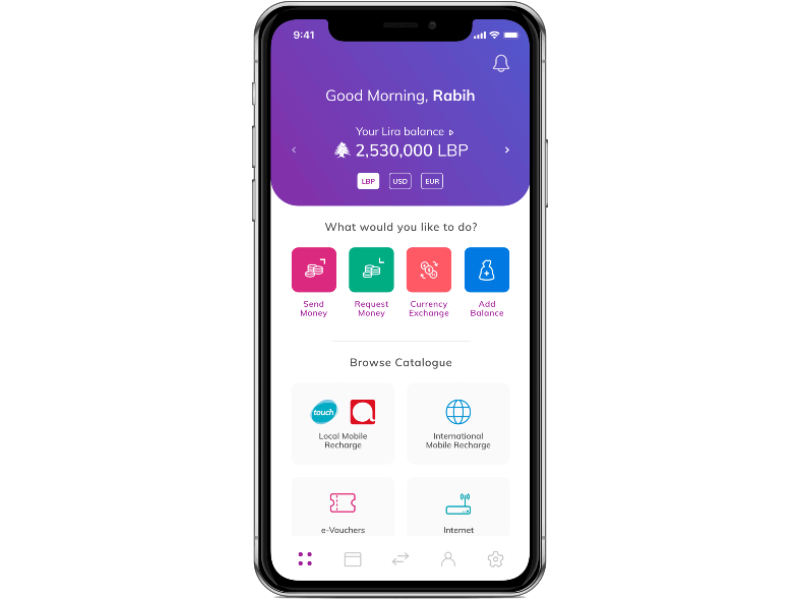 9:41
Good Morning, Rabih
Your Lira balance
2,530,000 LBP
LBP USD EUR
What would you like to do?
Send Money
Request Money
Currency Exchange
Add Balance
Browse Catalogue
touch
Local Mobile
Recharge
International
Mobile Recharge
e-Vouchers
Internet